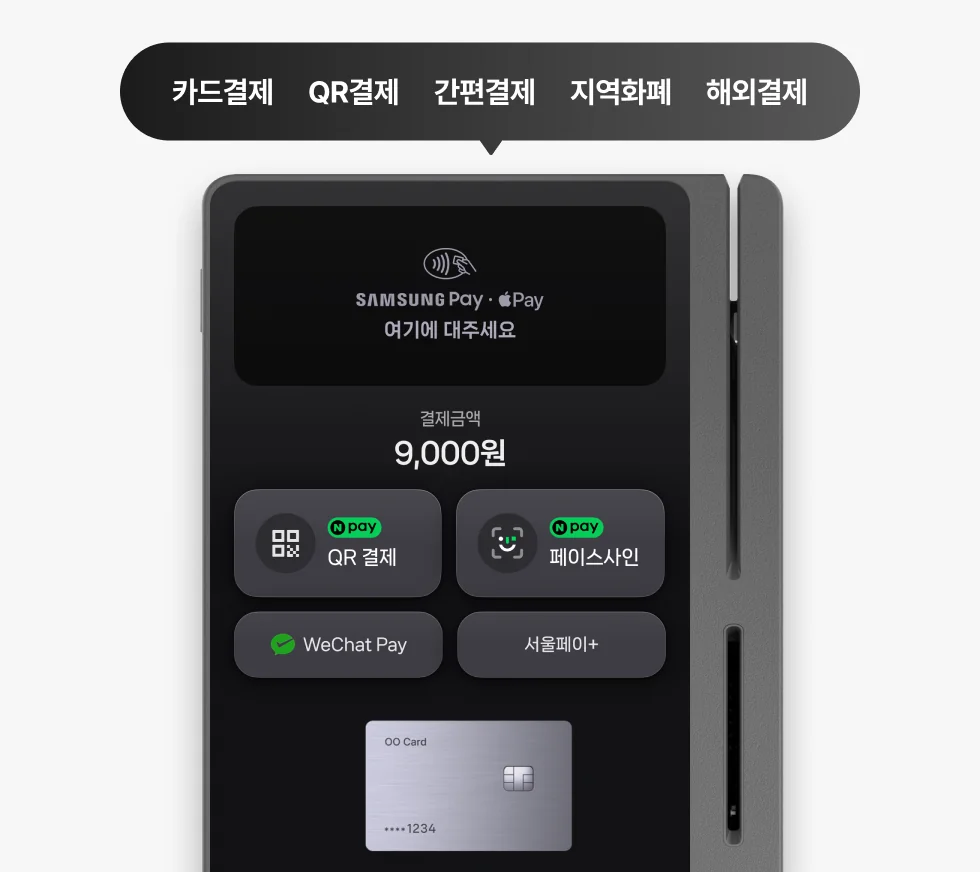 카드결제 QR결제 간편결제 지역화폐 해외결제
SAMSUNG Pay · Pay
여기에 대주세요
결제금액
9,000원
N pay
QR 결제
N pay
페이스사인
WeChat Pay
서울페이+
OO Card
••••1234